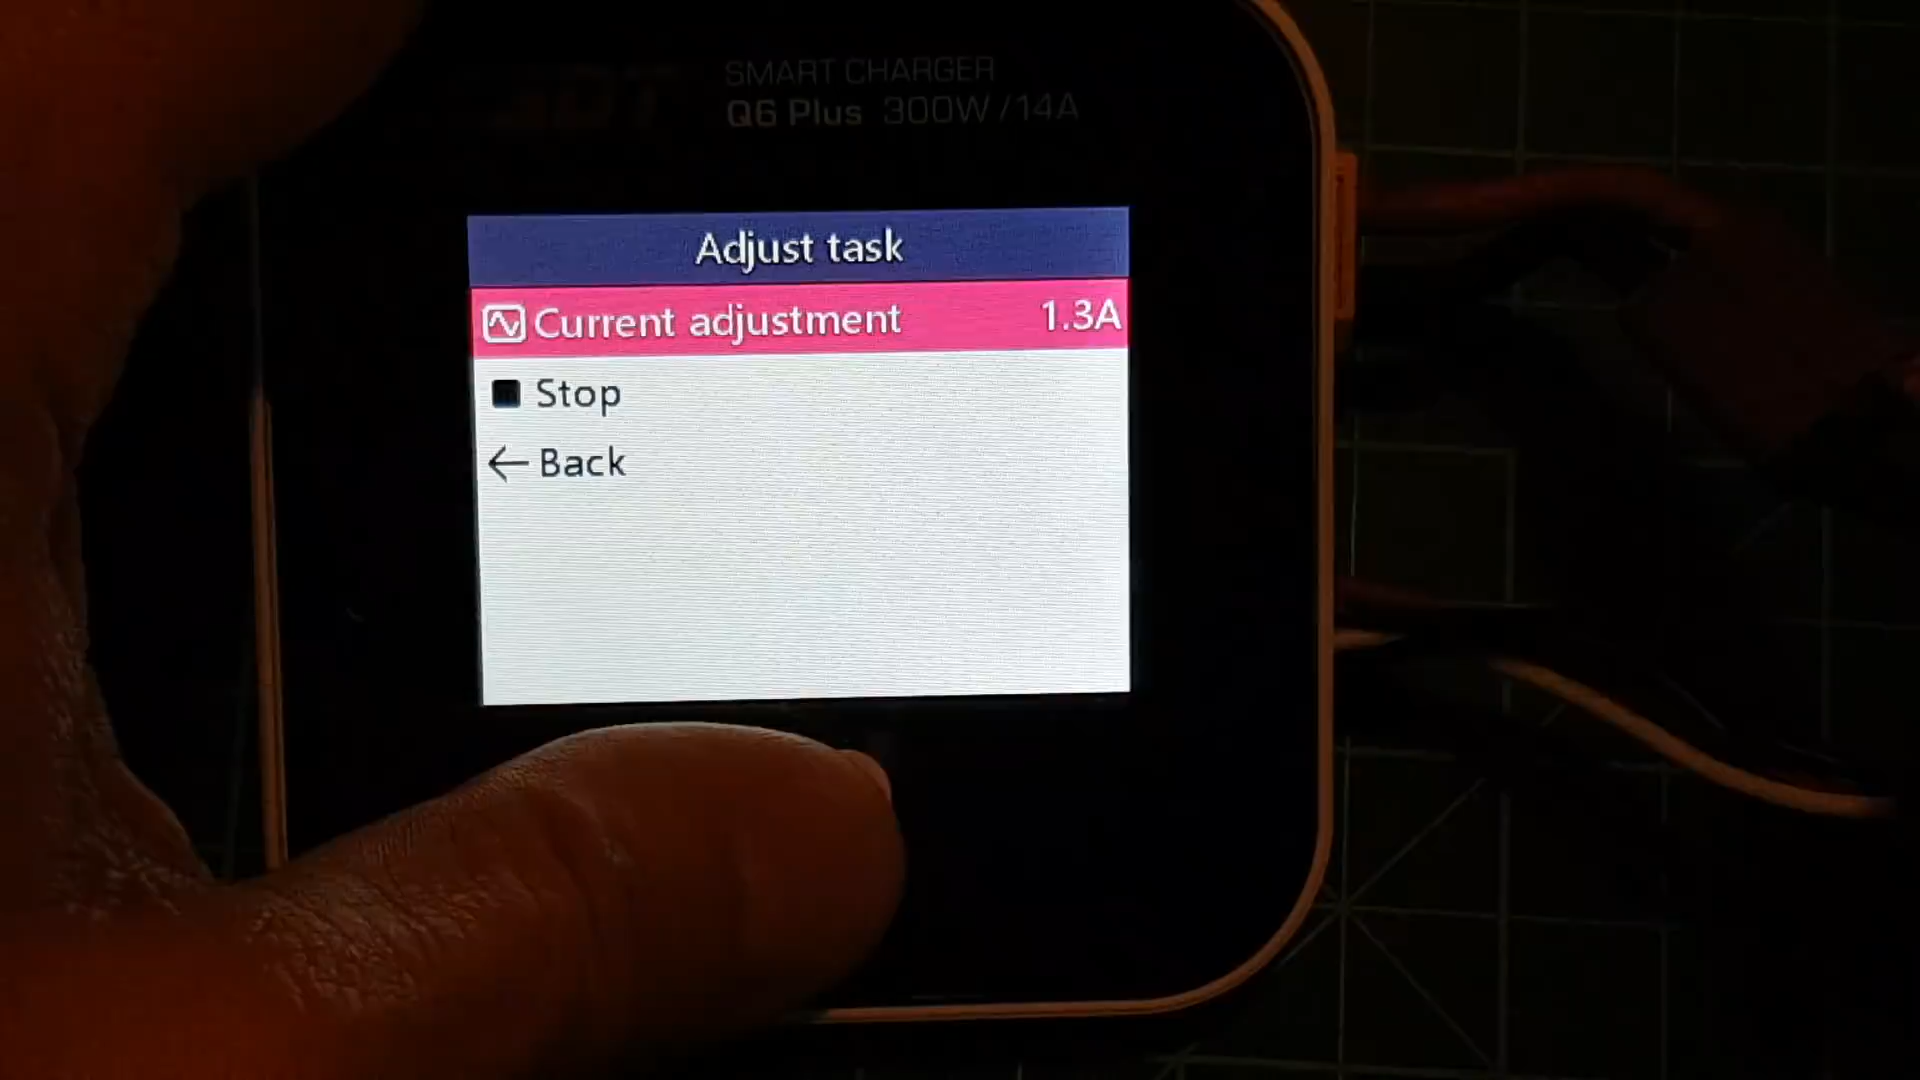 SMART CHARGER
Q6 Plus 300W/14A
Adjust task
Current adjustment 1.3A
Stop
Back